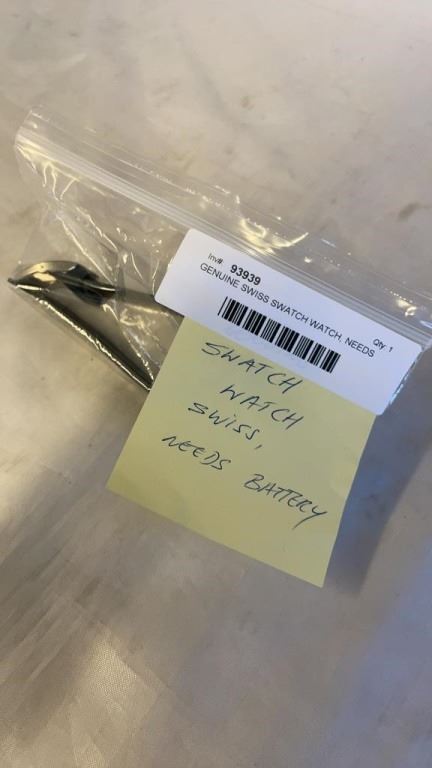 Inv# 93939 Qty 1
GENUINE SWISS SWATCH WATCH, NEEDS
SWATCH
WATCH
SWISS,
NEEDS BATTERY